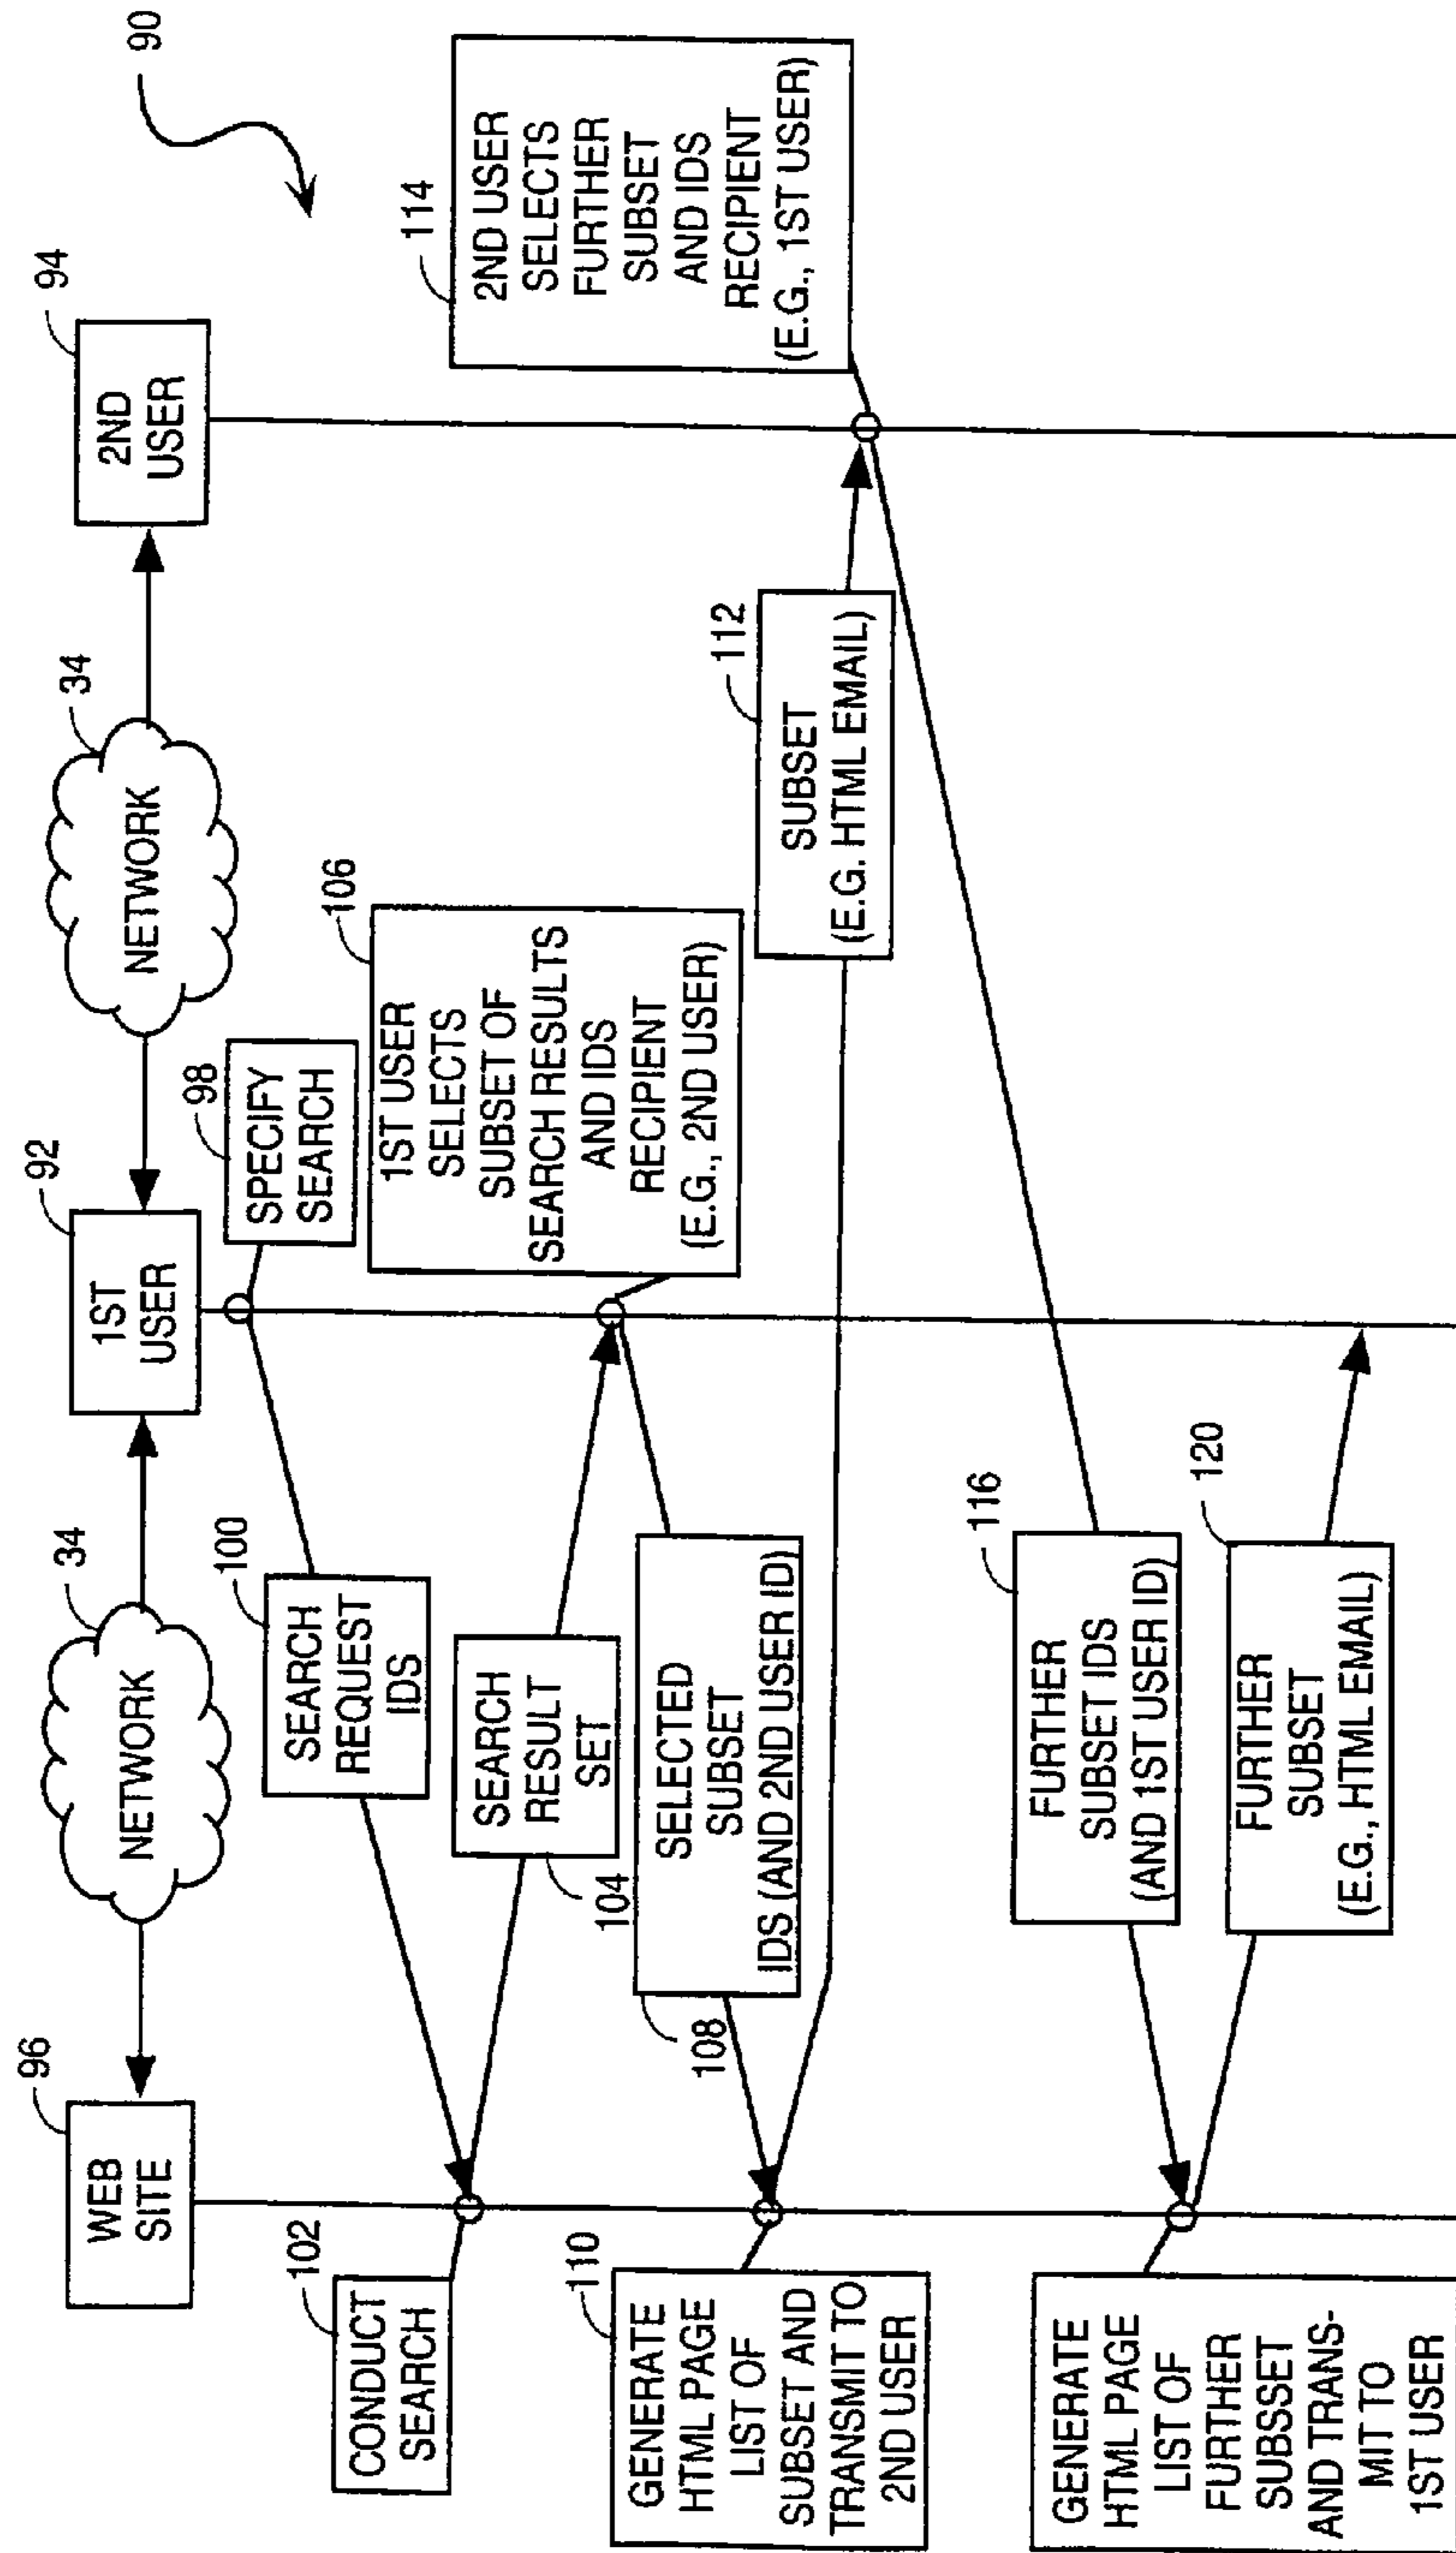 90
96
WEB
SITE
34
NETWORK
92
1ST
USER
34
NETWORK
94
2ND
USER
98
SPECIFY
SEARCH
100
SEARCH
REQUEST
IDS
102
CONDUCT
SEARCH
104
SEARCH
RESULT
SET
106
1ST USER
SELECTS
SUBSET OF
SEARCH RESULTS
AND IDS
RECIPIENT
(E.G., 2ND USER)
108
SELECTED
SUBSET
IDS (AND 2ND USER ID)
110
GENERATE
HTML PAGE
LIST OF
SUBSET AND
TRANSMIT TO
2ND USER
112
SUBSET
(E.G. HTML EMAIL)
114
2ND USER
SELECTS
FURTHER
SUBSET
AND IDS
RECIPIENT
(E.G., 1ST USER)
116
FURTHER
SUBSET IDS
(AND 1ST USER ID)
GENERATE
HTML PAGE
LIST OF
FURTHER
SUBSSET
AND TRANS-
MIT TO
1ST USER
120
FURTHER
SUBSET
(E.G., HTML EMAIL)